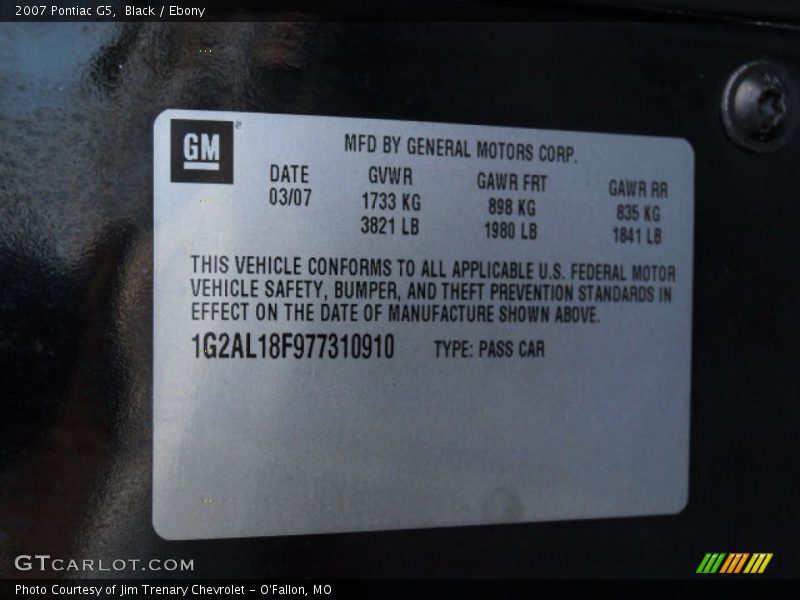 2007 Pontiac G5,  Black / Ebony
GM
MFD BY GENERAL MOTORS CORP.
DATE GVWR GAWR FRT GAWR RR
03/07 1733 KG 898 KG 835 KG
3821 LB 1980 LB 1841 LB
THIS VEHICLE CONFORMS TO ALL APPLICABLE U.S. FEDERAL MOTOR
VEHICLE SAFETY, BUMPER, AND THEFT PREVENTION STANDARDS IN
EFFECT ON THE DATE OF MANUFACTURE SHOWN ABOVE.
1G2AL18F977310910 TYPE: PASS CAR
GTCARLOT.COM
Photo Courtesy of Jim Trenary Chevrolet - O'Fallon, MO